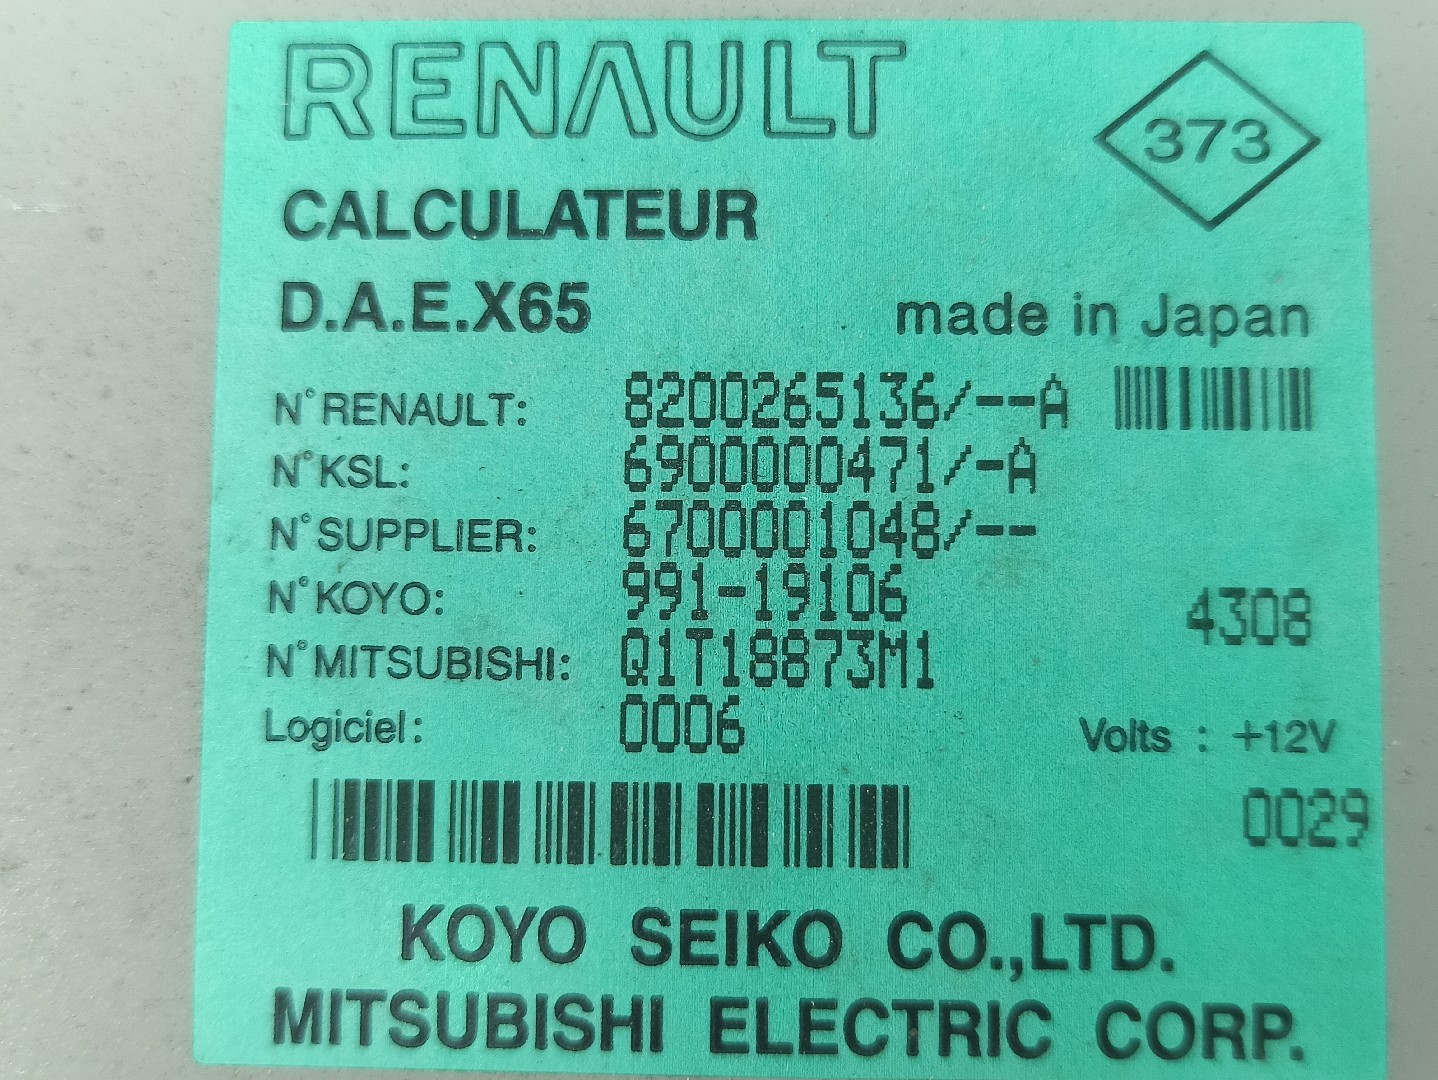 RENAULT
373
CALCULATEUR
D.A.E.X65
made in Japan
N°RENAULT: 8200265136/--A
N°KSL: 6900000471/-A
N°SUPPLIER: 6700001048/--
N°KOYO: 991-19106
4308
N°MITSUBISHI: Q1T18873M1
Logiciel: 0006
Volts : +12V
0029
KOYO SEIKO CO.,LTD.
MITSUBISHI ELECTRIC CORP.